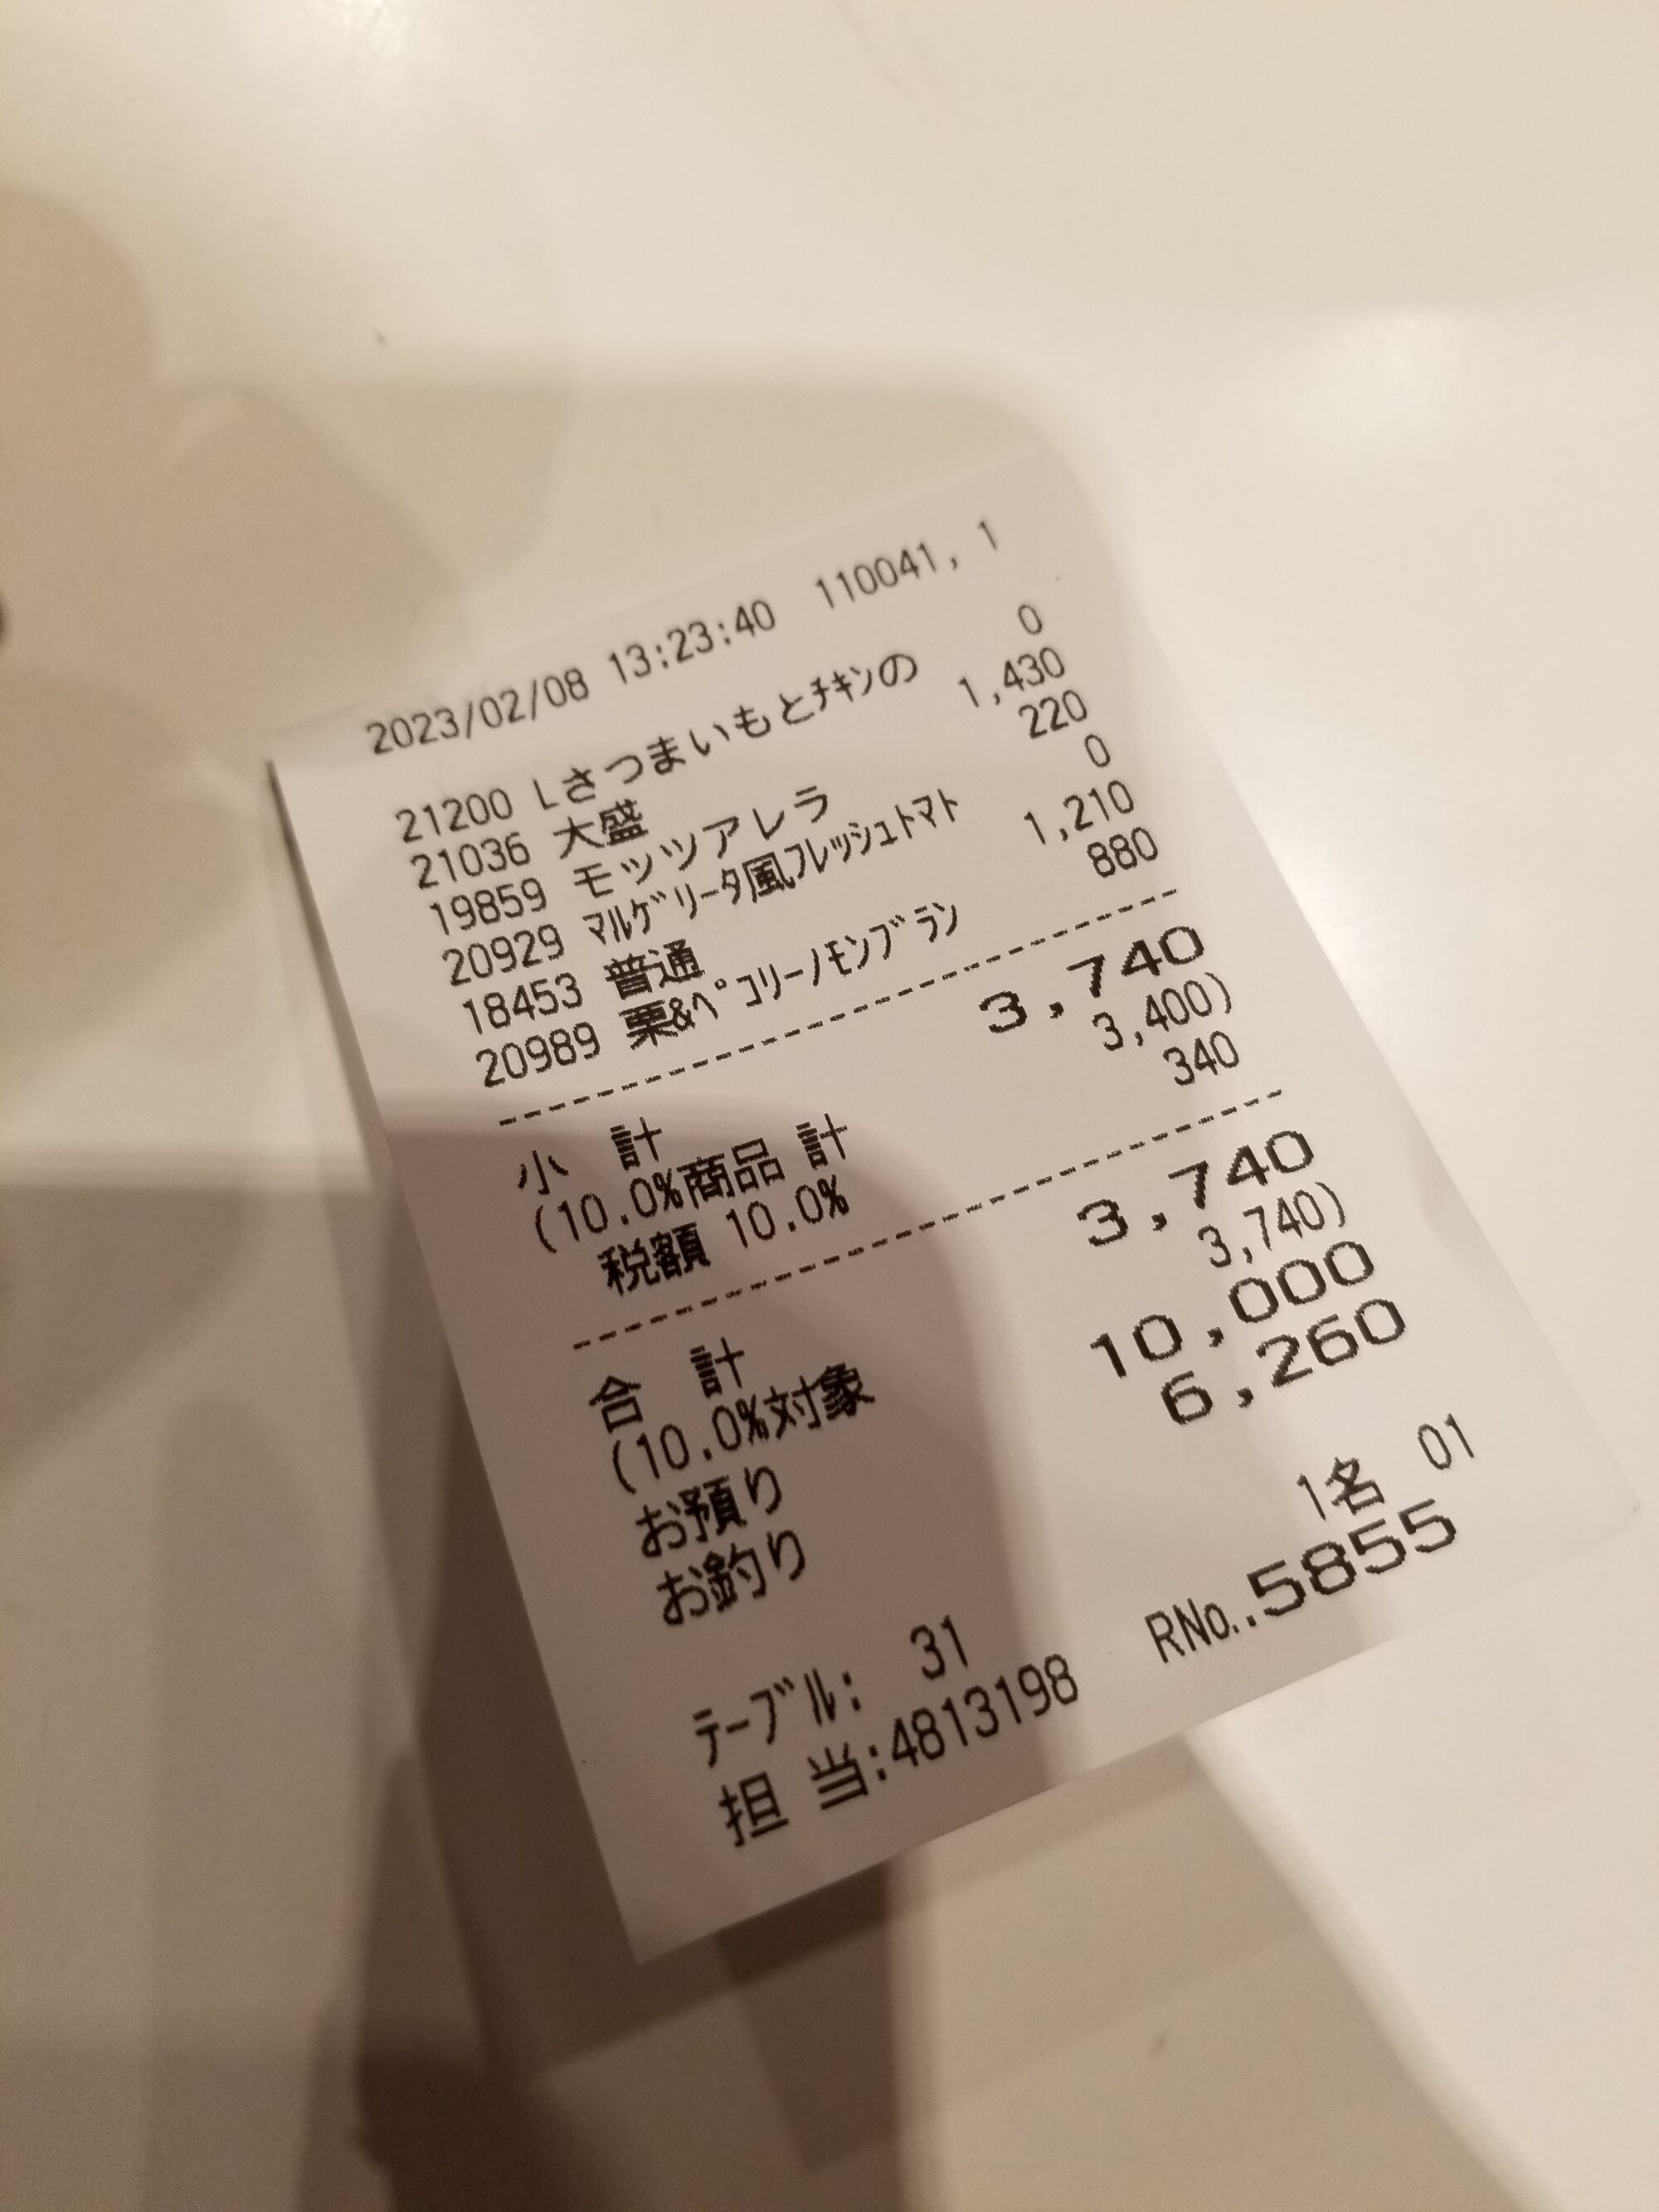 2023/02/08 13:23:40 110041, 1
21200 Lさつまいもとﾁｷﾝの 0
21036 大盛 1,430
19859 モッツアレラ 220
20929 ﾏﾙｹﾞﾘｰﾀ風ﾌﾚｯｼｭﾄﾏﾄ 0
18453 普通 1,210
20989 栗&ﾍﾟｺﾘｰﾉﾓﾝﾌﾞﾗﾝ 880
小 計 3,740
(10.0%商品 計 3,400)
税額 10.0% 340
合 計 3,740
(10.0%対象 3,740)
お預り 10,000
お釣り 6,260
1名 01
ﾃｰﾌﾞﾙ: 31 RNo..5855
担 当:4813198